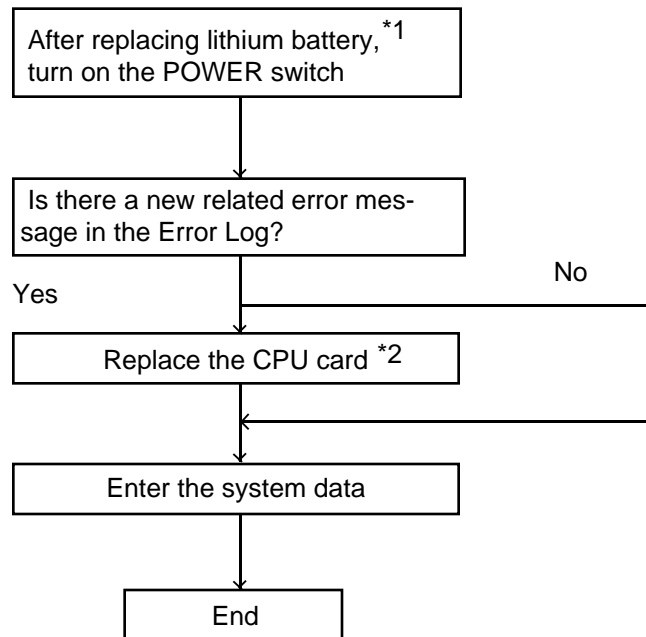 After replacing lithium battery,*1
turn on the POWER switch
Is there a new related error mes-
sage in the Error Log?
No
Yes
Replace the CPU card *2
Enter the system data
End